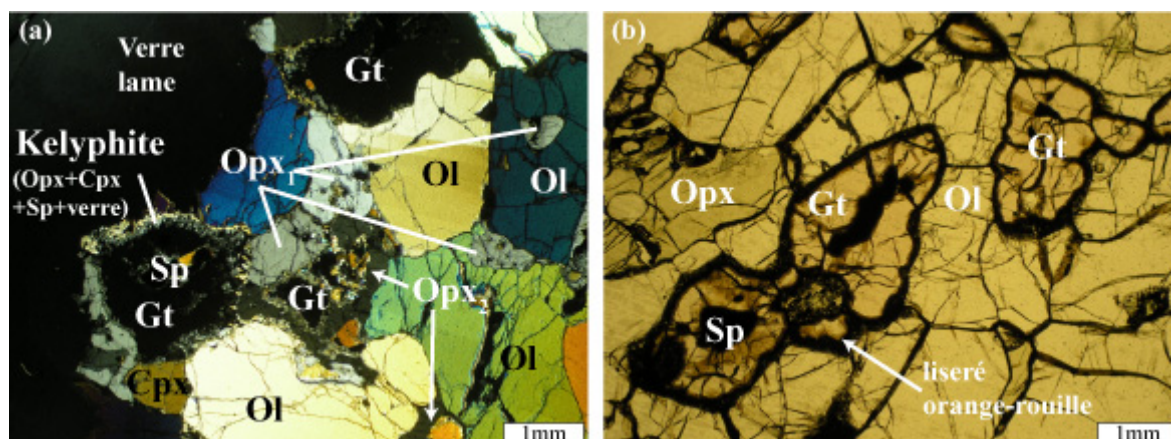 (a)
Verre
lame
Gt
Kelyphite
(Opx+Cpx
+Sp+verre)
Opx1
Ol
Ol
Sp
Gt
Gt
Opx2
Cpx
Ol
Ol
1mm
(b)
Gt
Opx
Gt
Ol
Sp
liseré
orange-rouille
1mm